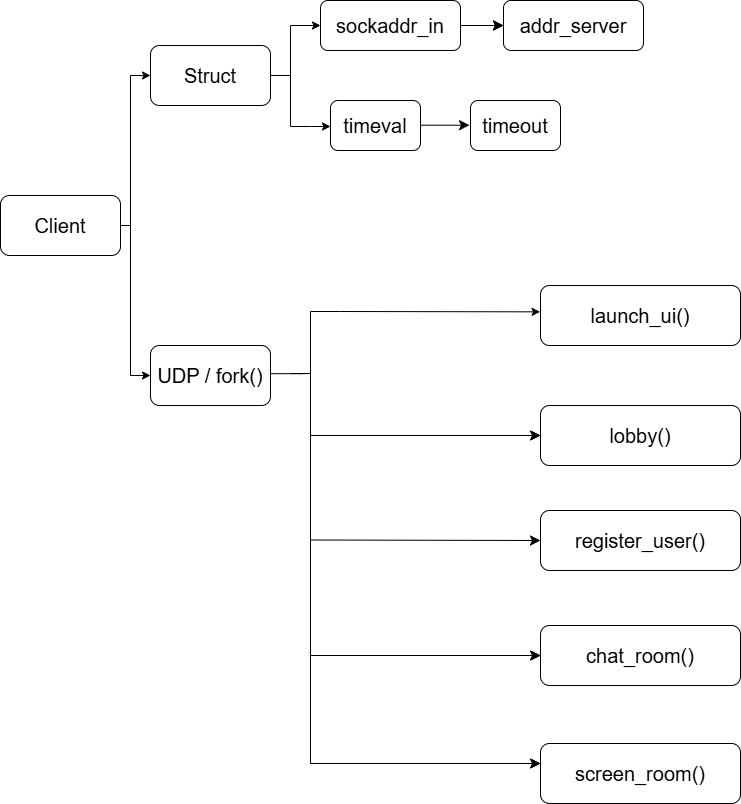 sockaddr_in
addr_server
Struct
timeval
timeout
Client
launch_ui()
UDP / fork()
lobby()
register_user()
chat_room()
screen_room()